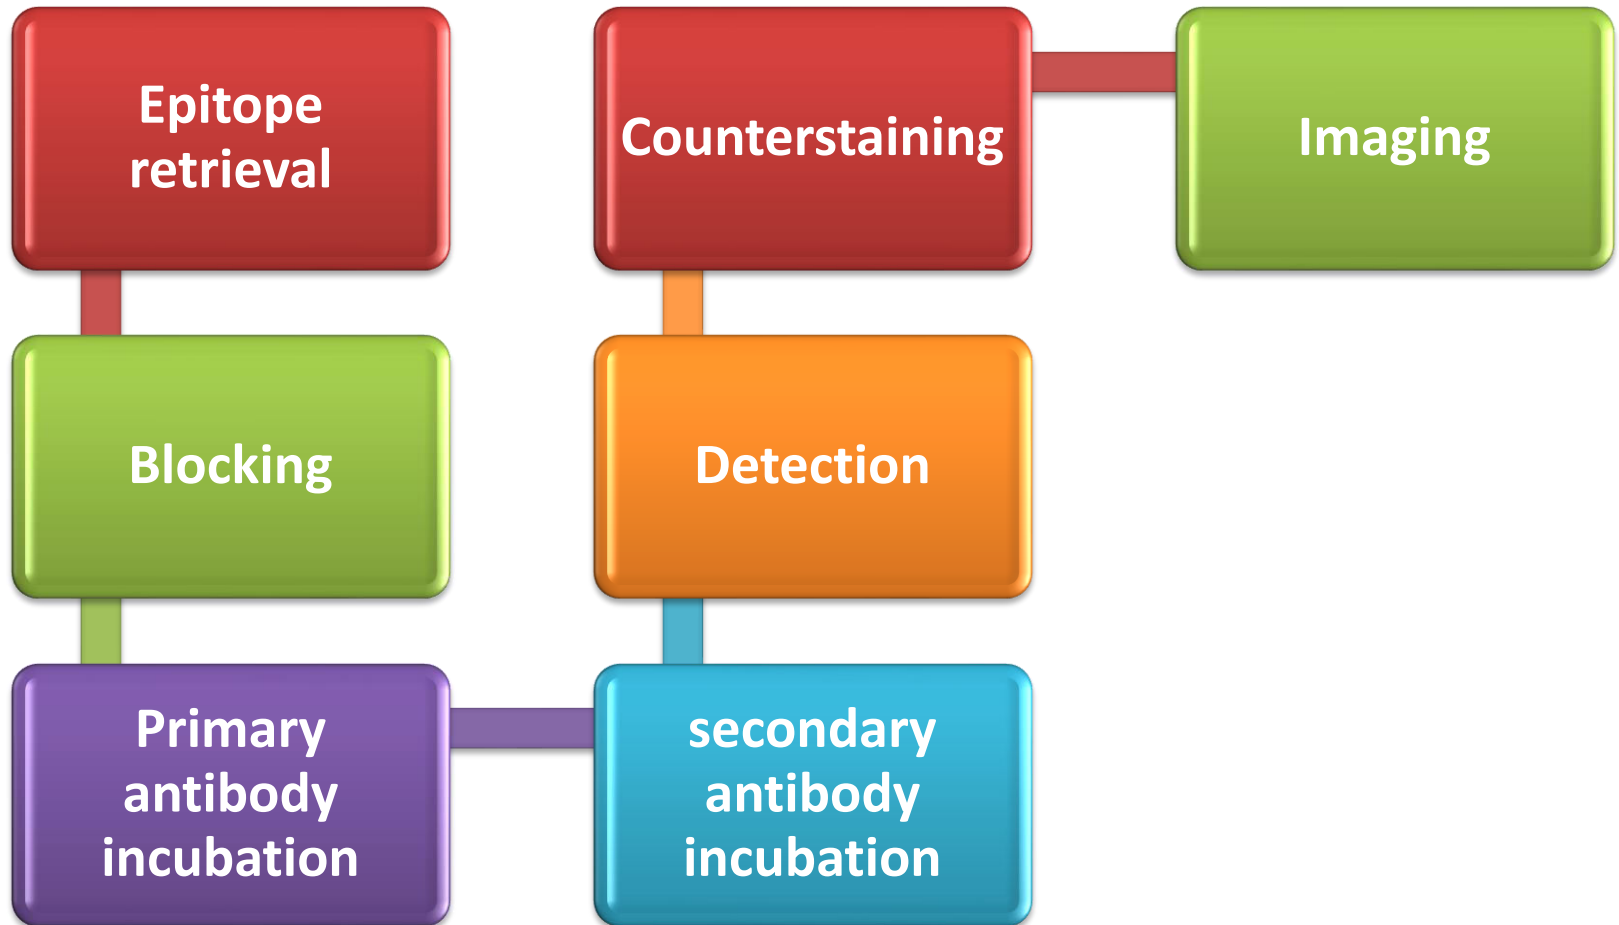 Epitope
retrieval
Blocking
Primary
antibody
incubation
secondary
antibody
incubation
Detection
Counterstaining
Imaging